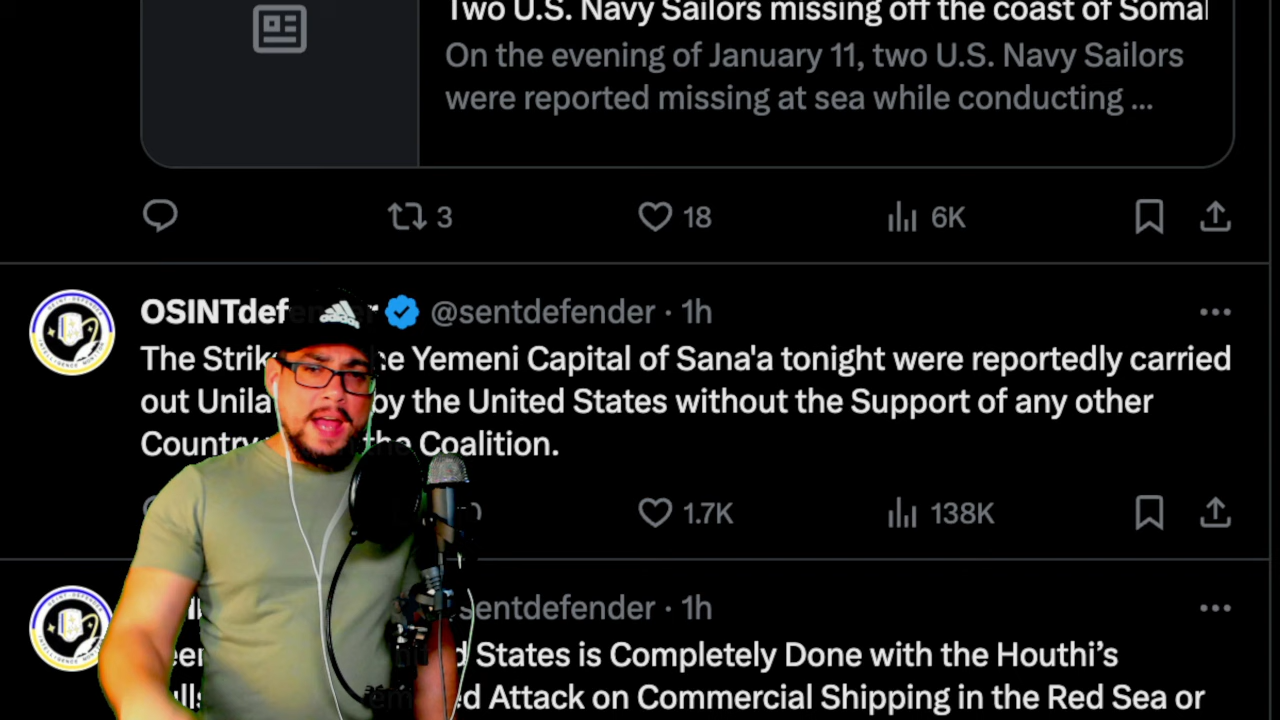 Two U.S. Navy Sailors missing off the coast of Somal
On the evening of January 11, two U.S. Navy Sailors
were reported missing at sea while conducting ...
3 18 6K
OSINTdef @sentdefender · 1h
The Yemeni Capital of Sana'a tonight were reportedly carried
out by the United States without the Support of any other
Country the Coalition.
1.7K 138K
sentdefender · 1h
States is Completely Done with the Houthi’s
Attack on Commercial Shipping in the Red Sea or